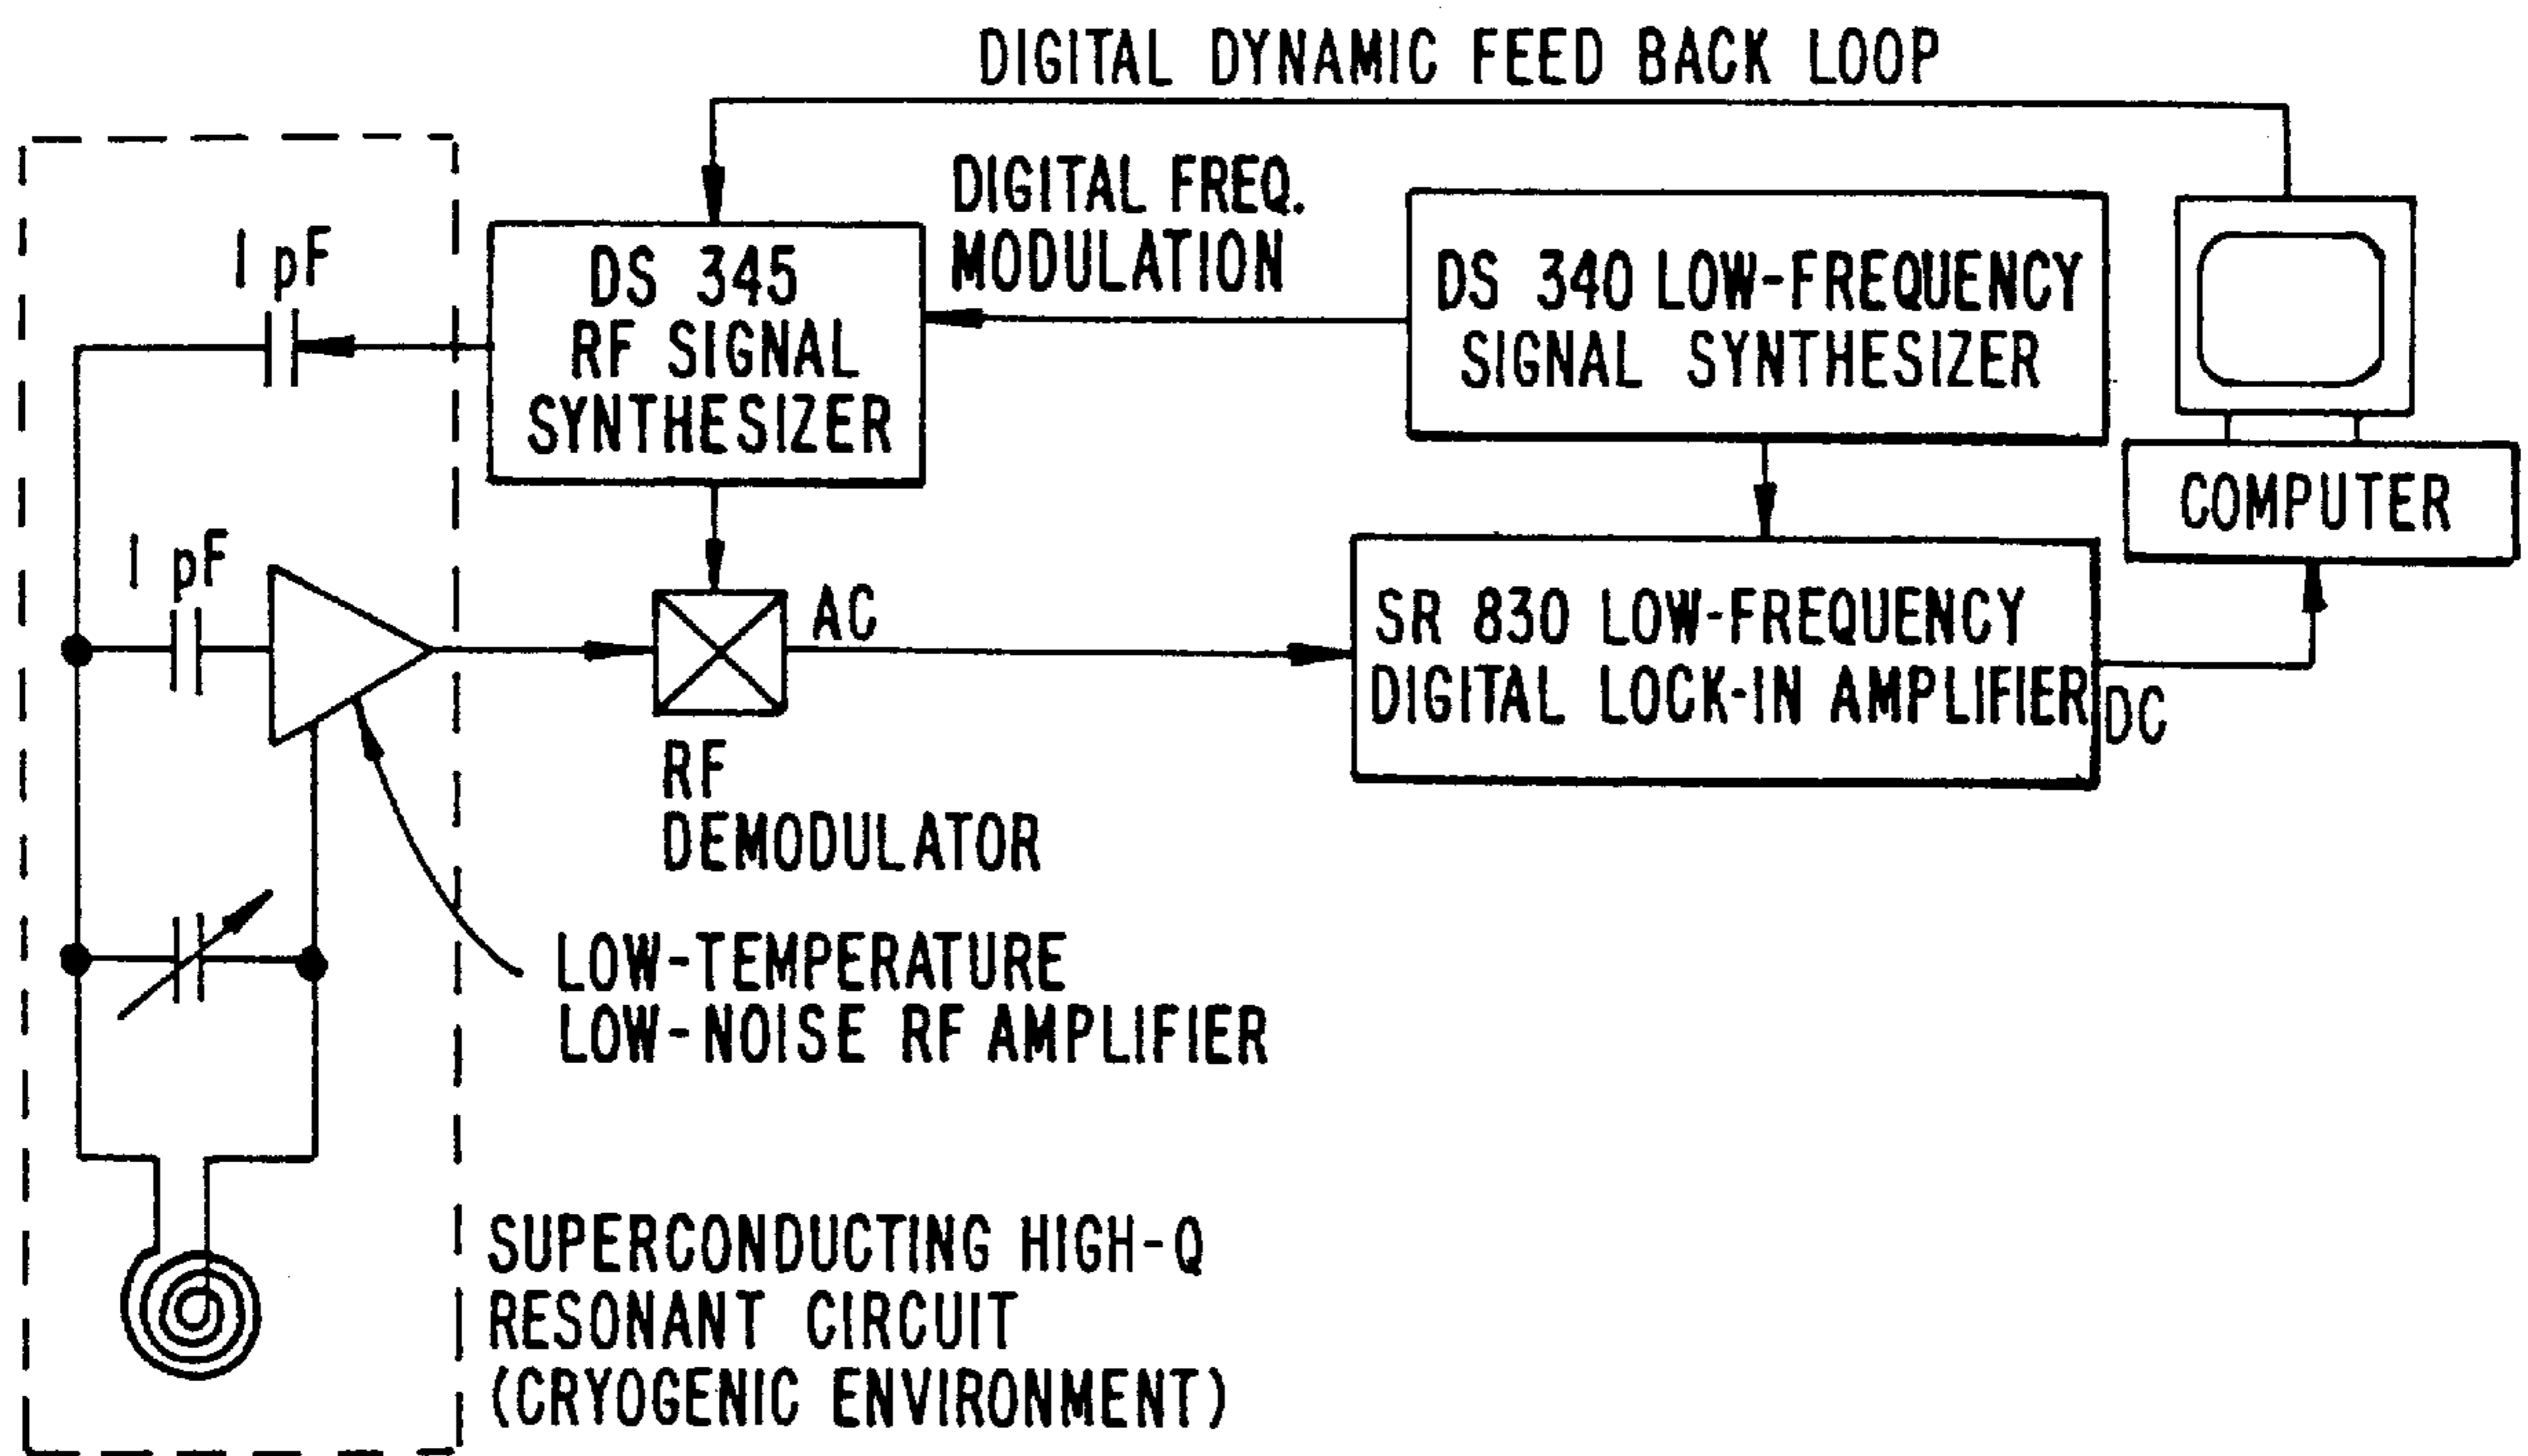 DIGITAL DYNAMIC FEED BACK LOOP
DIGITAL FREQ.
MODULATION
1 pF
DS 345
RF SIGNAL
SYNTHESIZER
DS 340 LOW-FREQUENCY
SIGNAL SYNTHESIZER
COMPUTER
1 pF
AC
SR 830 LOW-FREQUENCY
DIGITAL LOCK-IN AMPLIFIER
DC
RF
DEMODULATOR
LOW-TEMPERATURE
LOW-NOISE RF AMPLIFIER
SUPERCONDUCTING HIGH-Q
RESONANT CIRCUIT
(CRYOGENIC ENVIRONMENT)